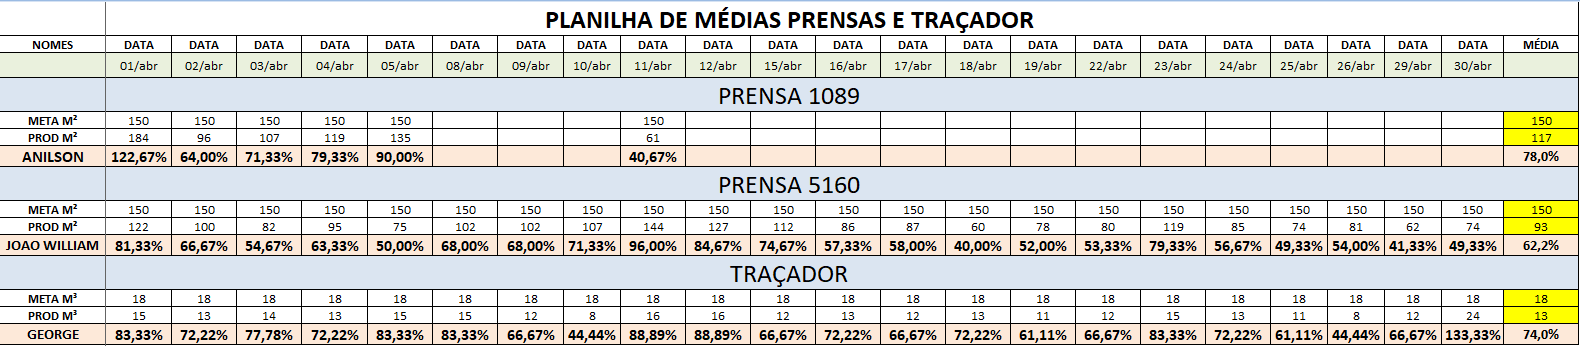 PLANILHA DE MÉDIAS PRENSAS E TRAÇADOR
NOMES DATA DATA DATA DATA DATA DATA DATA DATA DATA DATA DATA DATA DATA DATA DATA DATA DATA DATA DATA DATA DATA DATA MÉDIA
01/abr 02/abr 03/abr 04/abr 05/abr 08/abr 09/abr 10/abr 11/abr 12/abr 15/abr 16/abr 17/abr 18/abr 19/abr 22/abr 23/abr 24/abr 25/abr 26/abr 29/abr 30/abr
PRENSA 1089
META M² 150 150 150 150 150 150 150
PROD M² 184 96 107 119 135 61 117
ANILSON 122,67% 64,00% 71,33% 79,33% 90,00% 40,67% 78,0%
PRENSA 5160
META M² 150 150 150 150 150 150 150 150 150 150 150 150 150 150 150 150 150 150 150 150 150 150 150
PROD M² 122 100 82 95 75 102 102 107 144 127 112 86 87 60 78 80 119 85 74 81 62 74 93
JOAO WILLIAM 81,33% 66,67% 54,67% 63,33% 50,00% 68,00% 68,00% 71,33% 96,00% 84,67% 74,67% 57,33% 58,00% 40,00% 52,00% 53,33% 79,33% 56,67% 49,33% 54,00% 41,33% 49,33% 62,2%
TRAÇADOR
META M³ 18 18 18 18 18 18 18 18 18 18 18 18 18 18 18 18 18 18 18 18 18 18 18
PROD M³ 15 13 14 13 15 15 12 8 16 16 12 13 12 13 11 12 15 13 11 8 12 24 13
GEORGE 83,33% 72,22% 77,78% 72,22% 83,33% 83,33% 66,67% 44,44% 88,89% 88,89% 66,67% 72,22% 66,67% 72,22% 61,11% 66,67% 83,33% 72,22% 61,11% 44,44% 66,67% 133,33% 74,0%